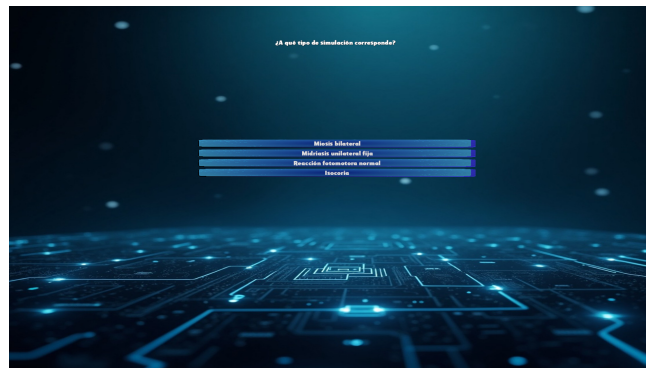 ¿A qué tipo de simulación corresponde?
Miosis bilateral
Midriasis unilateral fija
Reacción fotomotora normal
Isocoria